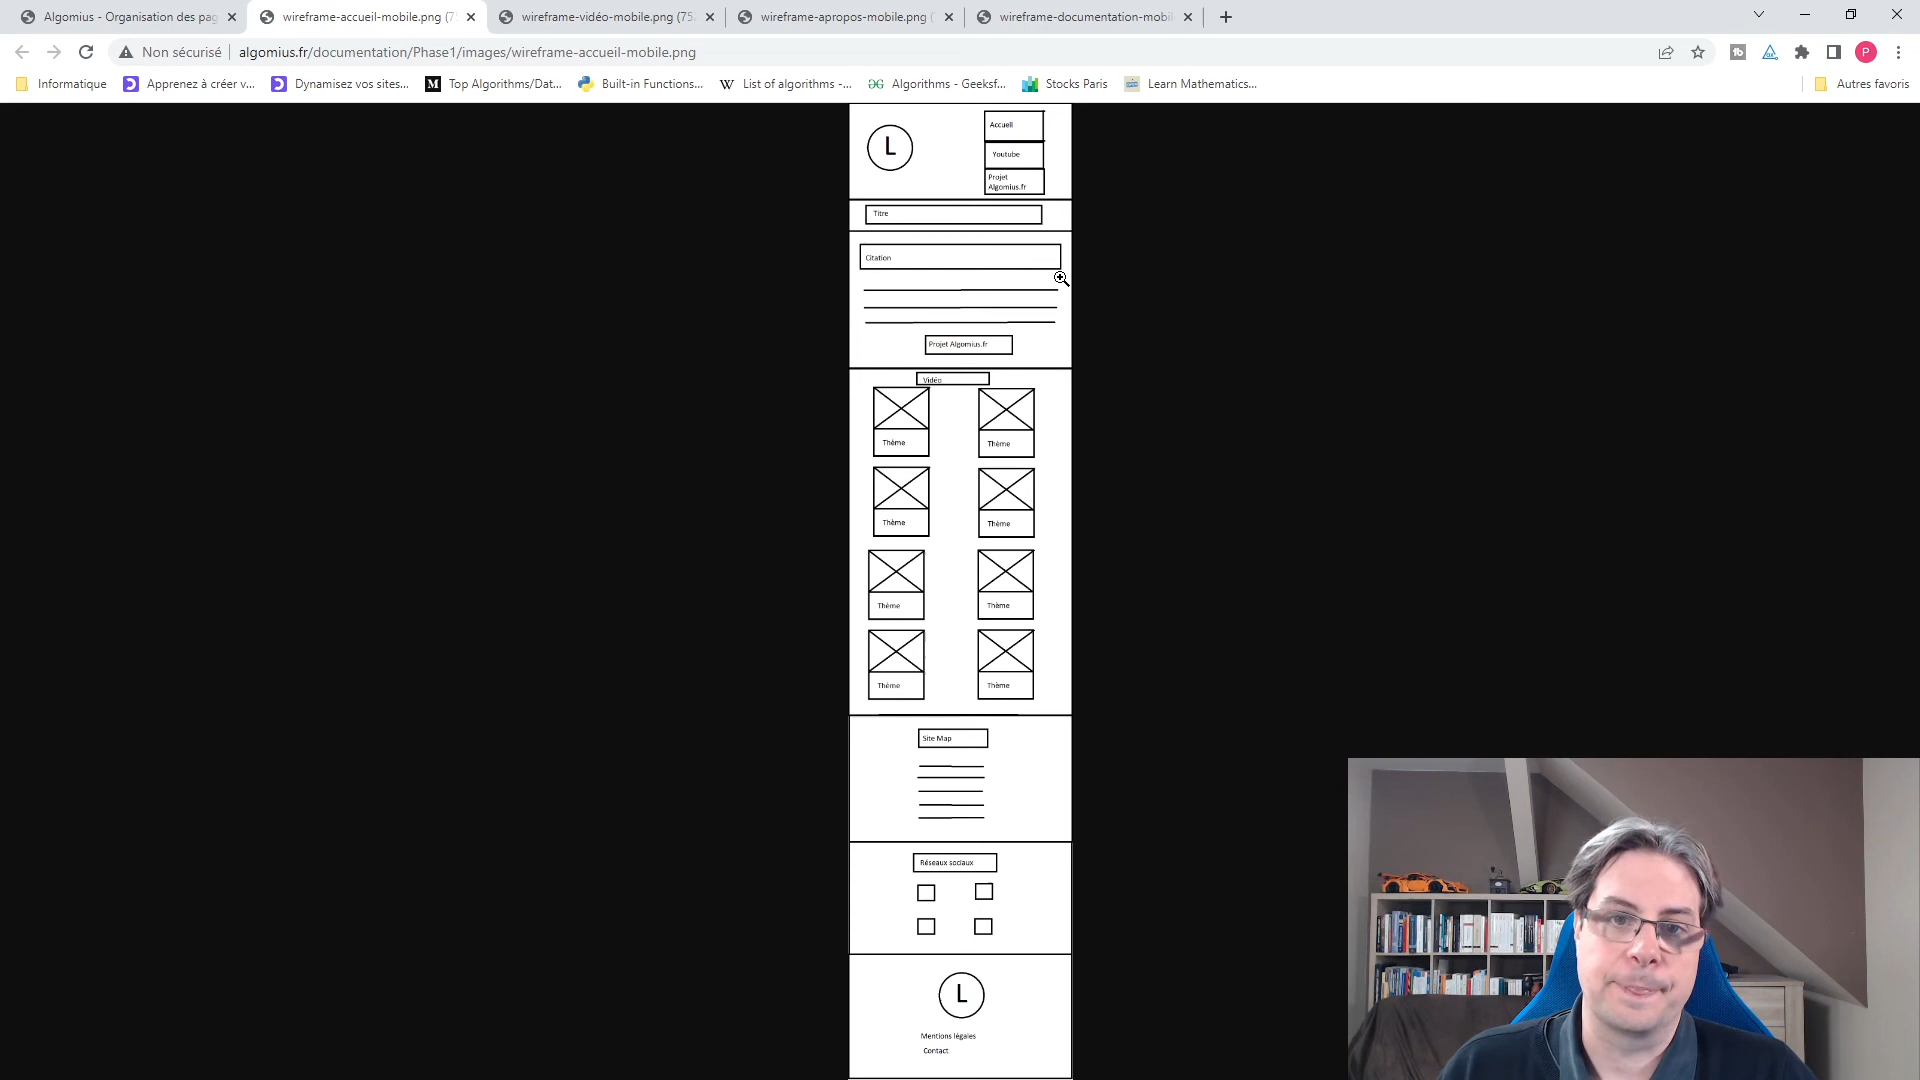 Algomius - Organisation des pag
wireframe-accueil-mobile.png (7
wireframe-vidéo-mobile.png (75
wireframe-apropos-mobile.png (
wireframe-documentation-mobil
Non sécurisé
algomius.fr/documentation/Phase1/images/wireframe-accueil-mobile.png
P
Informatique
Apprenez à créer v...
Dynamisez vos sites...
Top Algorithms/Dat...
Built-in Functions...
List of algorithms -...
Algorithms - Geeksf...
Stocks Paris
Learn Mathematics...
Autres favoris
L
Accueil
Youtube
Projet
Algomius.fr
Titre
Citation
Projet Algomius.fr
Vidéo
Thème
Thème
Thème
Thème
Thème
Thème
Thème
Thème
Site Map
Réseaux sociaux
L
Mentions légales
Contact